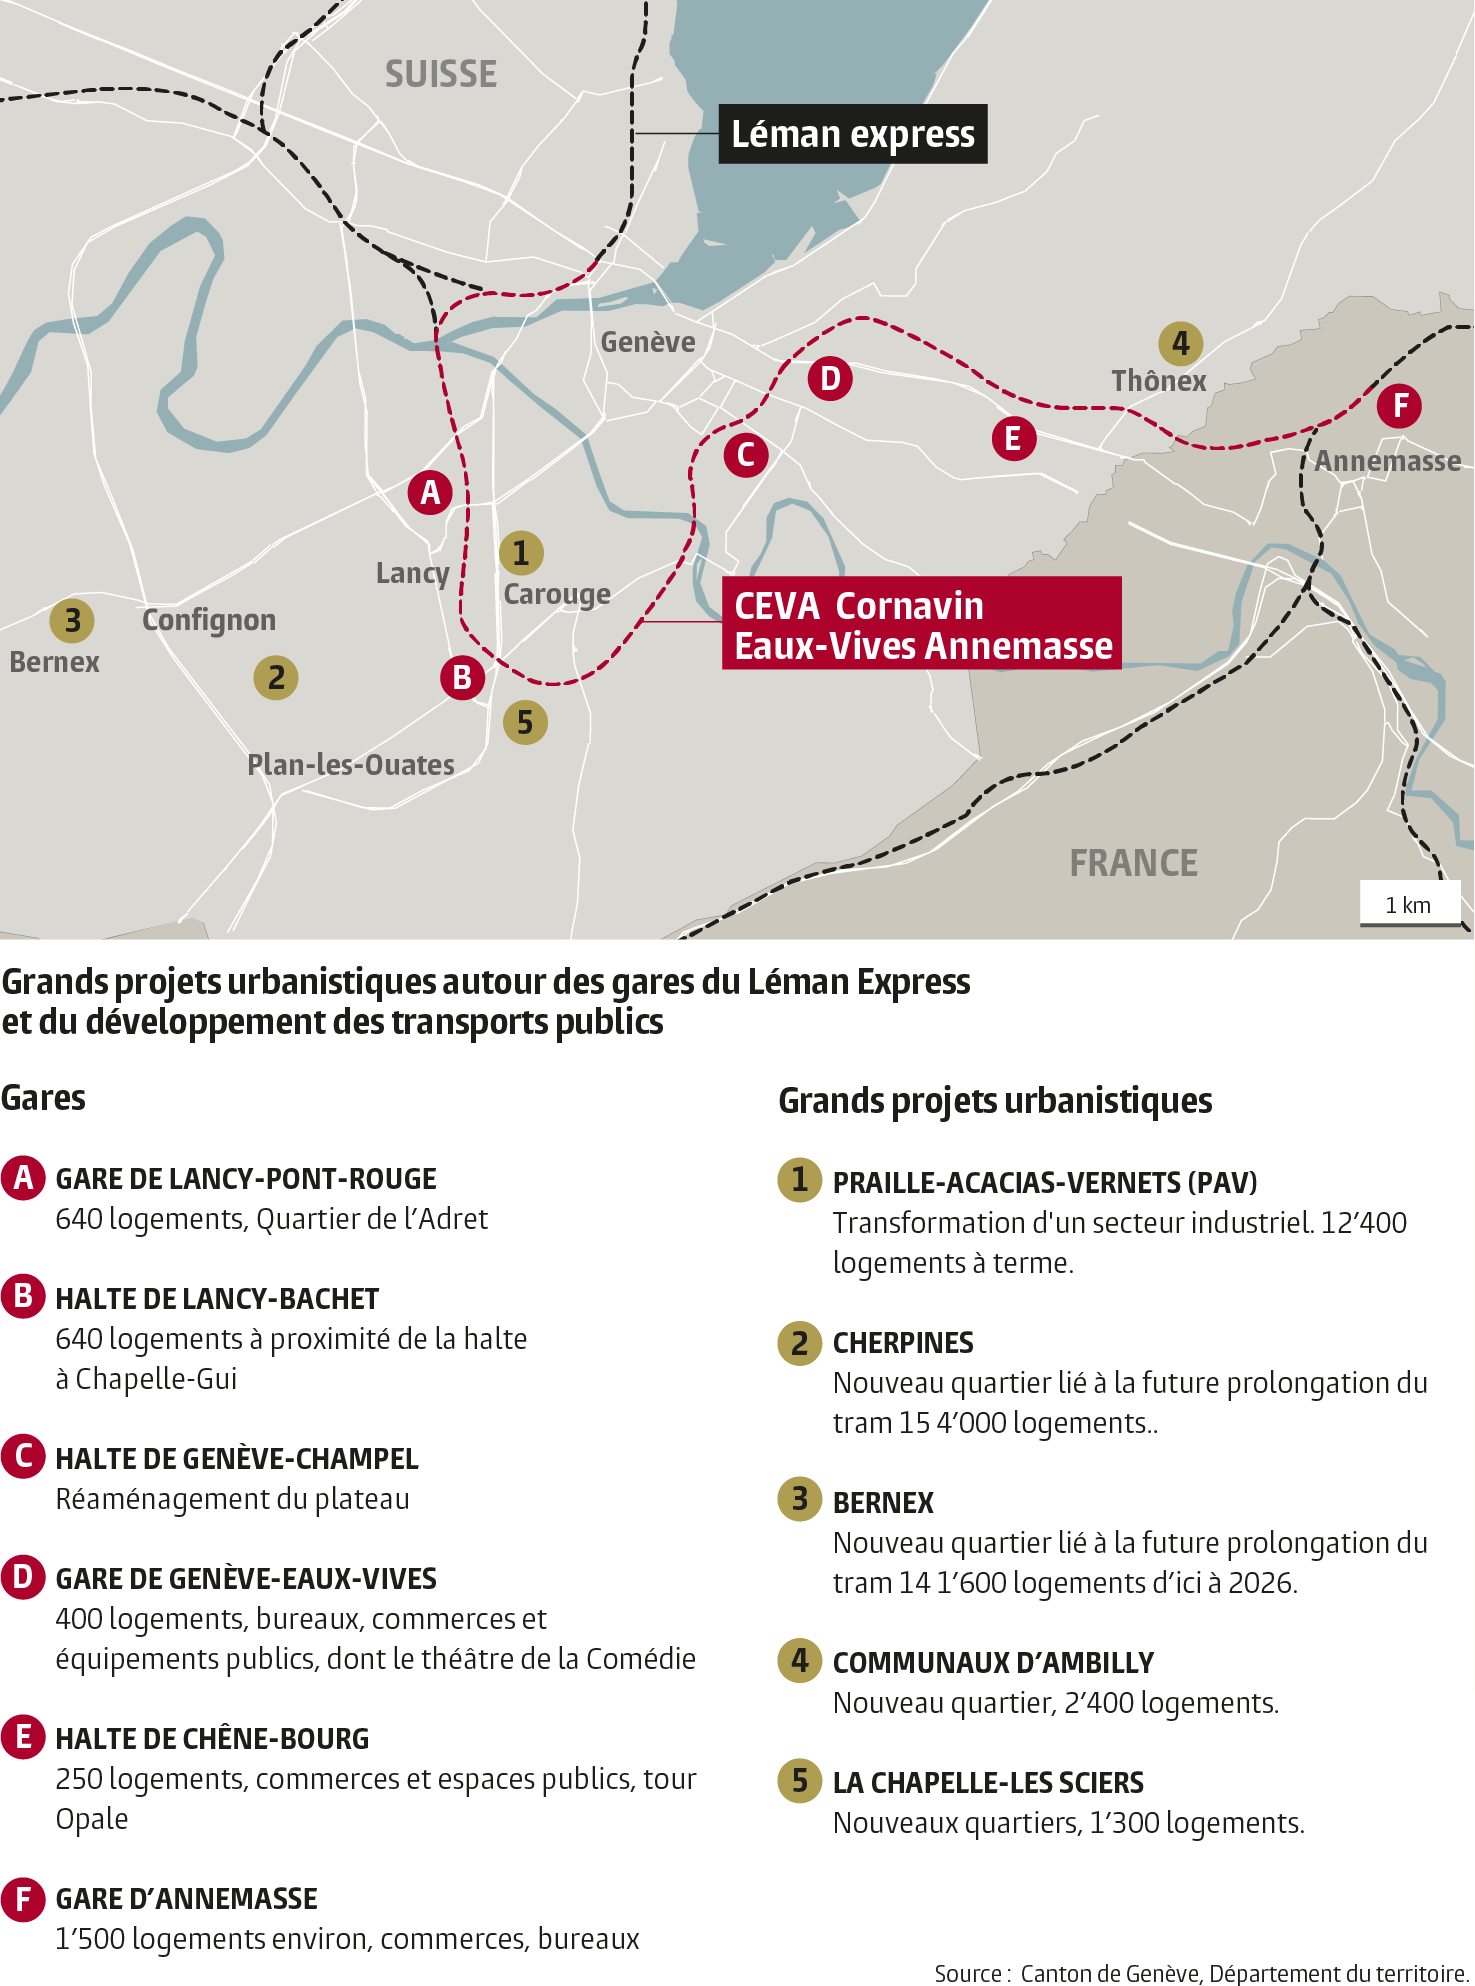 SUISSE
Léman express
Genève
4
Thônex
D
F
E
C
Annemasse
A
1
Lancy
Carouge
CEVA  Cornavin
Eaux-Vives Annemasse
3
Confignon
Bernex
2
B
5
Plan-les-Ouates
FRANCE
1 km
Grands projets urbanistiques autour des gares du Léman Express
et du développement des transports publics
Gares
A GARE DE LANCY-PONT-ROUGE
640 logements, Quartier de l’Adret
B HALTE DE LANCY-BACHET
640 logements à proximité de la halte
à Chapelle-Gui
C HALTE DE GENÈVE-CHAMPEL
Réaménagement du plateau
D GARE DE GENÈVE-EAUX-VIVES
400 logements, bureaux, commerces et
équipements publics, dont le théâtre de la Comédie
E HALTE DE CHÊNE-BOURG
250 logements, commerces et espaces publics, tour
Opale
F GARE D’ANNEMASSE
1’500 logements environ, commerces, bureaux
Grands projets urbanistiques
1 PRAILLE-ACACIAS-VERNETS (PAV)
Transformation d'un secteur industriel. 12’400
logements à terme.
2 CHERPINES
Nouveau quartier lié à la future prolongation du
tram 15 4’000 logements..
3 BERNEX
Nouveau quartier lié à la future prolongation du
tram 14 1’600 logements d’ici à 2026.
4 COMMUNAUX D’AMBILLY
Nouveau quartier, 2’400 logements.
5 LA CHAPELLE-LES SCIERS
Nouveaux quartiers, 1’300 logements.
Source :  Canton de Genève, Département du territoire.